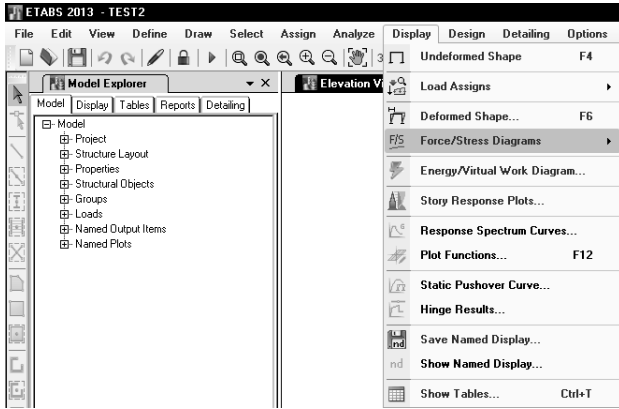 ETABS 2013 - TEST2
File Edit View Define Draw Select Assign Analyze Display Design Detailing Options
Model Explorer
Elevation Vi
Model Display Tables Reports Detailing
Model
Project
Structure Layout
Properties
Structural Objects
Groups
Loads
Named Output Items
Named Plots
Undeformed Shape F4
Load Assigns
Deformed Shape... F6
F/S Force/Stress Diagrams
Energy/Virtual Work Diagram...
Story Response Plots...
Response Spectrum Curves...
Plot Functions... F12
Static Pushover Curve...
Hinge Results...
nd Save Named Display...
nd Show Named Display...
Show Tables... Ctrl+T